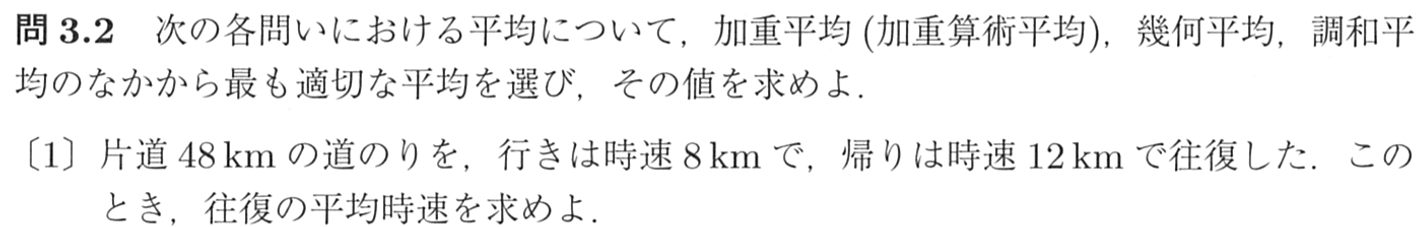 問 3.2　次の各問いにおける平均について，加重平均 (加重算術平均)，幾何平均，調和平
均のなかから最も適切な平均を選び，その値を求めよ．
〔1〕片道 48 km の道のりを，行きは時速 8 km で，帰りは時速 12 km で往復した．この
とき，往復の平均時速を求めよ．